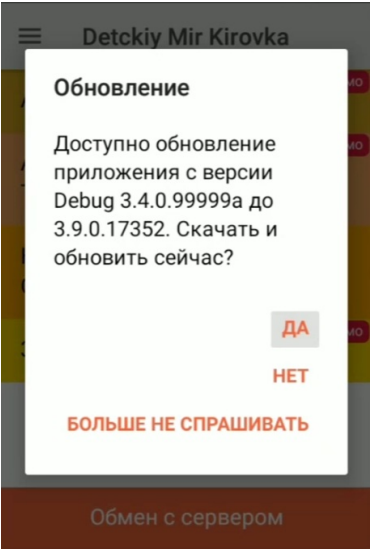 Detckiy Mir Kirovka
Обновление
Доступно обновление
приложения с версии
Debug 3.4.0.99999a до
3.9.0.17352. Скачать и
обновить сейчас?
ДА
НЕТ
БОЛЬШЕ НЕ СПРАШИВАТЬ
Обмен с сервером